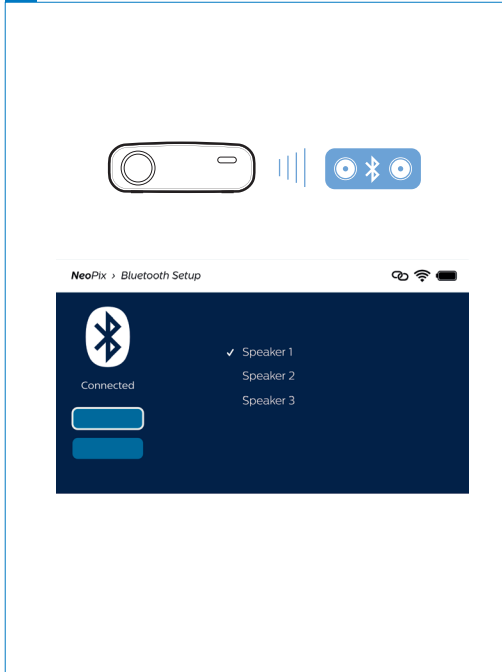 NeoPix › Bluetooth Setup
Connected
✓ Speaker 1
Speaker 2
Speaker 3